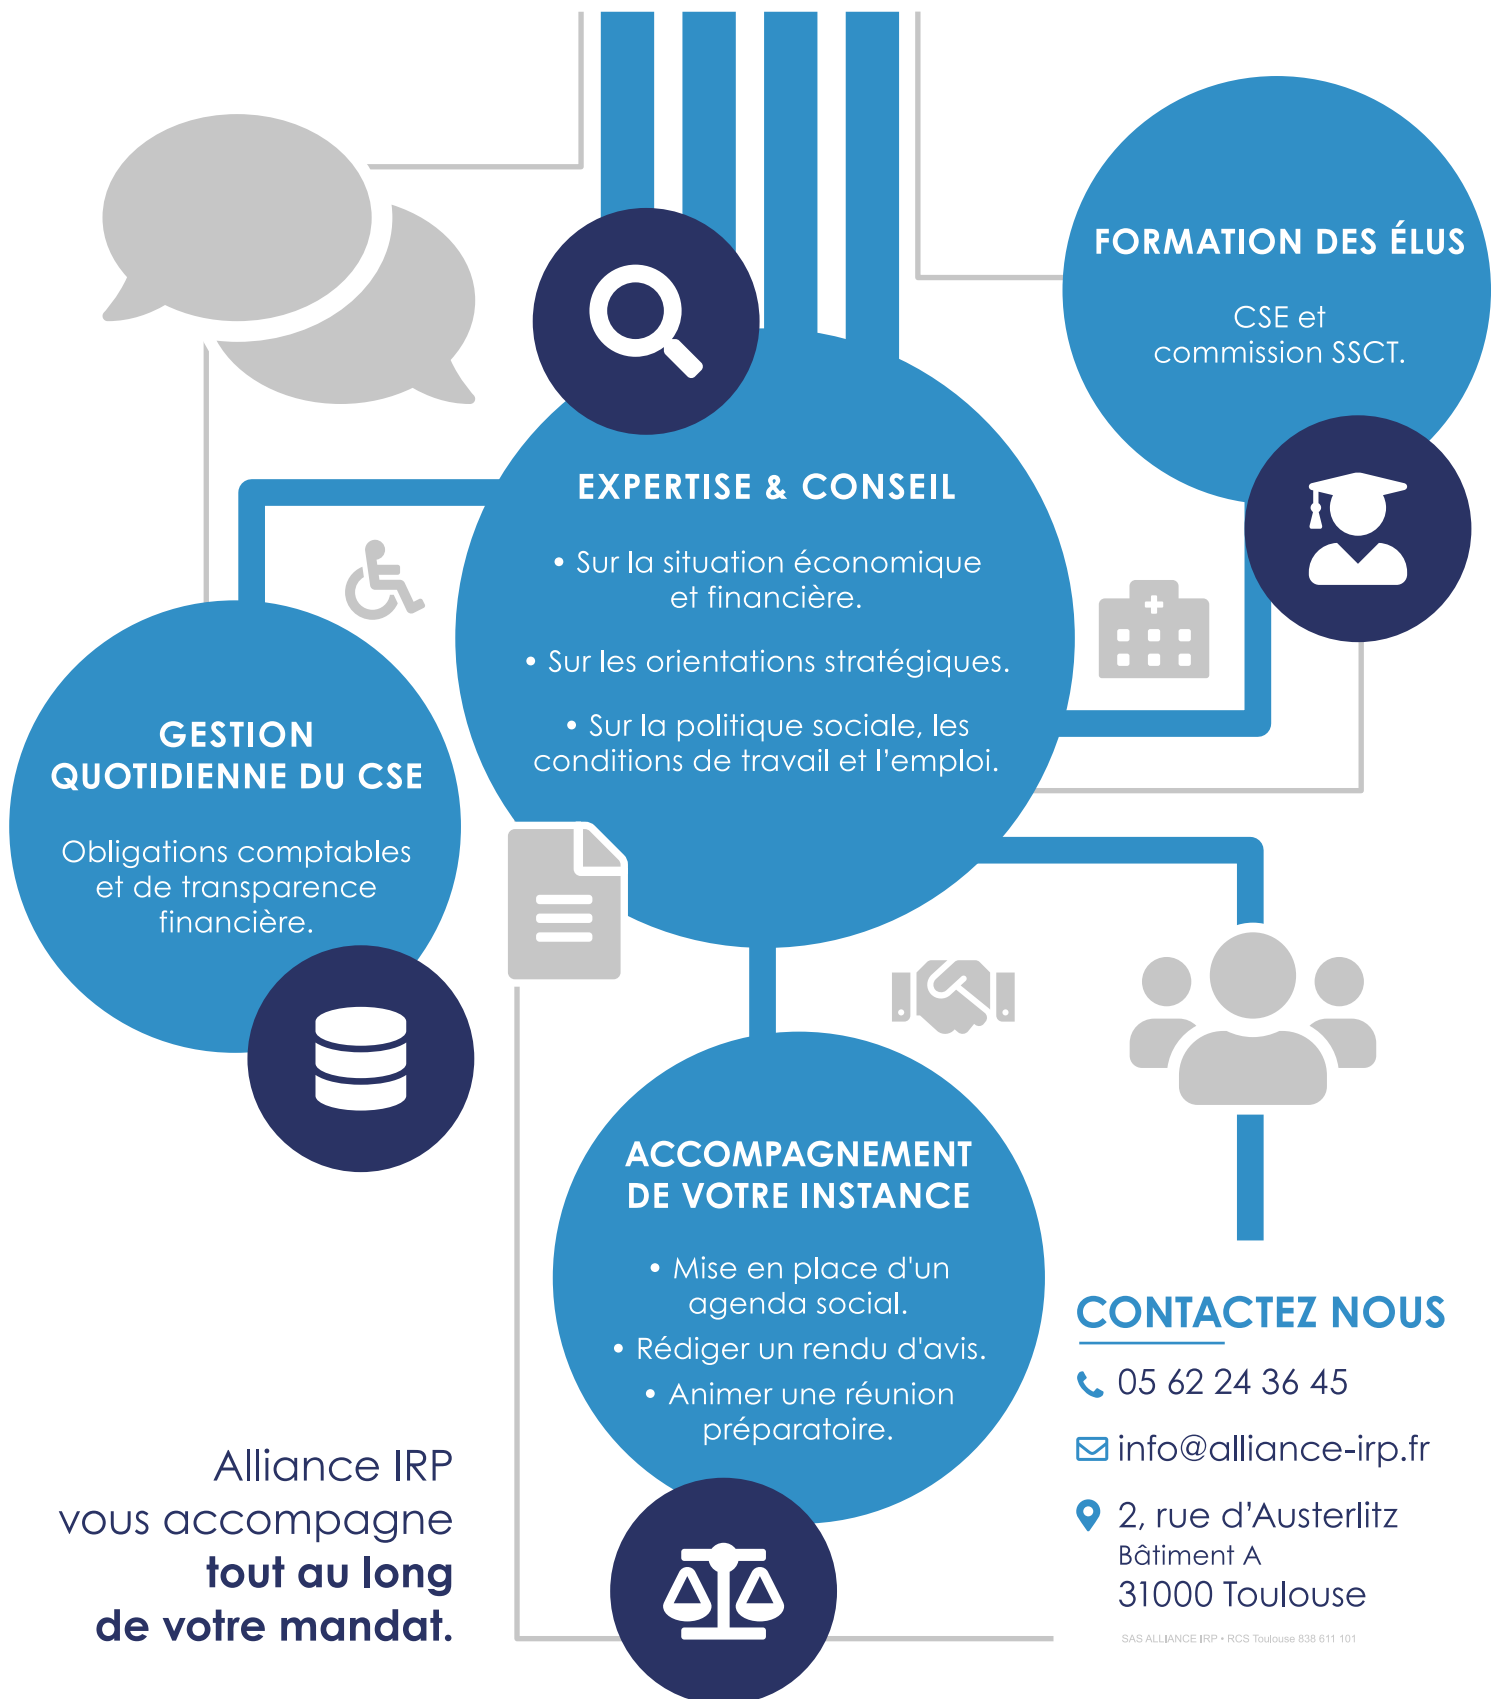 FORMATION DES ÉLUS
CSE et
commission SSCT.
EXPERTISE & CONSEIL
• Sur la situation économique
et financière.
• Sur les orientations stratégiques.
• Sur la politique sociale, les
conditions de travail et l'emploi.
GESTION
QUOTIDIENNE DU CSE
Obligations comptables
et de transparence
financière.
ACCOMPAGNEMENT
DE VOTRE INSTANCE
• Mise en place d'un
agenda social.
• Rédiger un rendu d'avis.
• Animer une réunion
préparatoire.
Alliance IRP
vous accompagne
tout au long
de votre mandat.
CONTACTEZ NOUS
05 62 24 36 45
info@alliance-irp.fr
2, rue d'Austerlitz
Bâtiment A
31000 Toulouse
SAS ALLIANCE IRP • RCS Toulouse 838 611 101